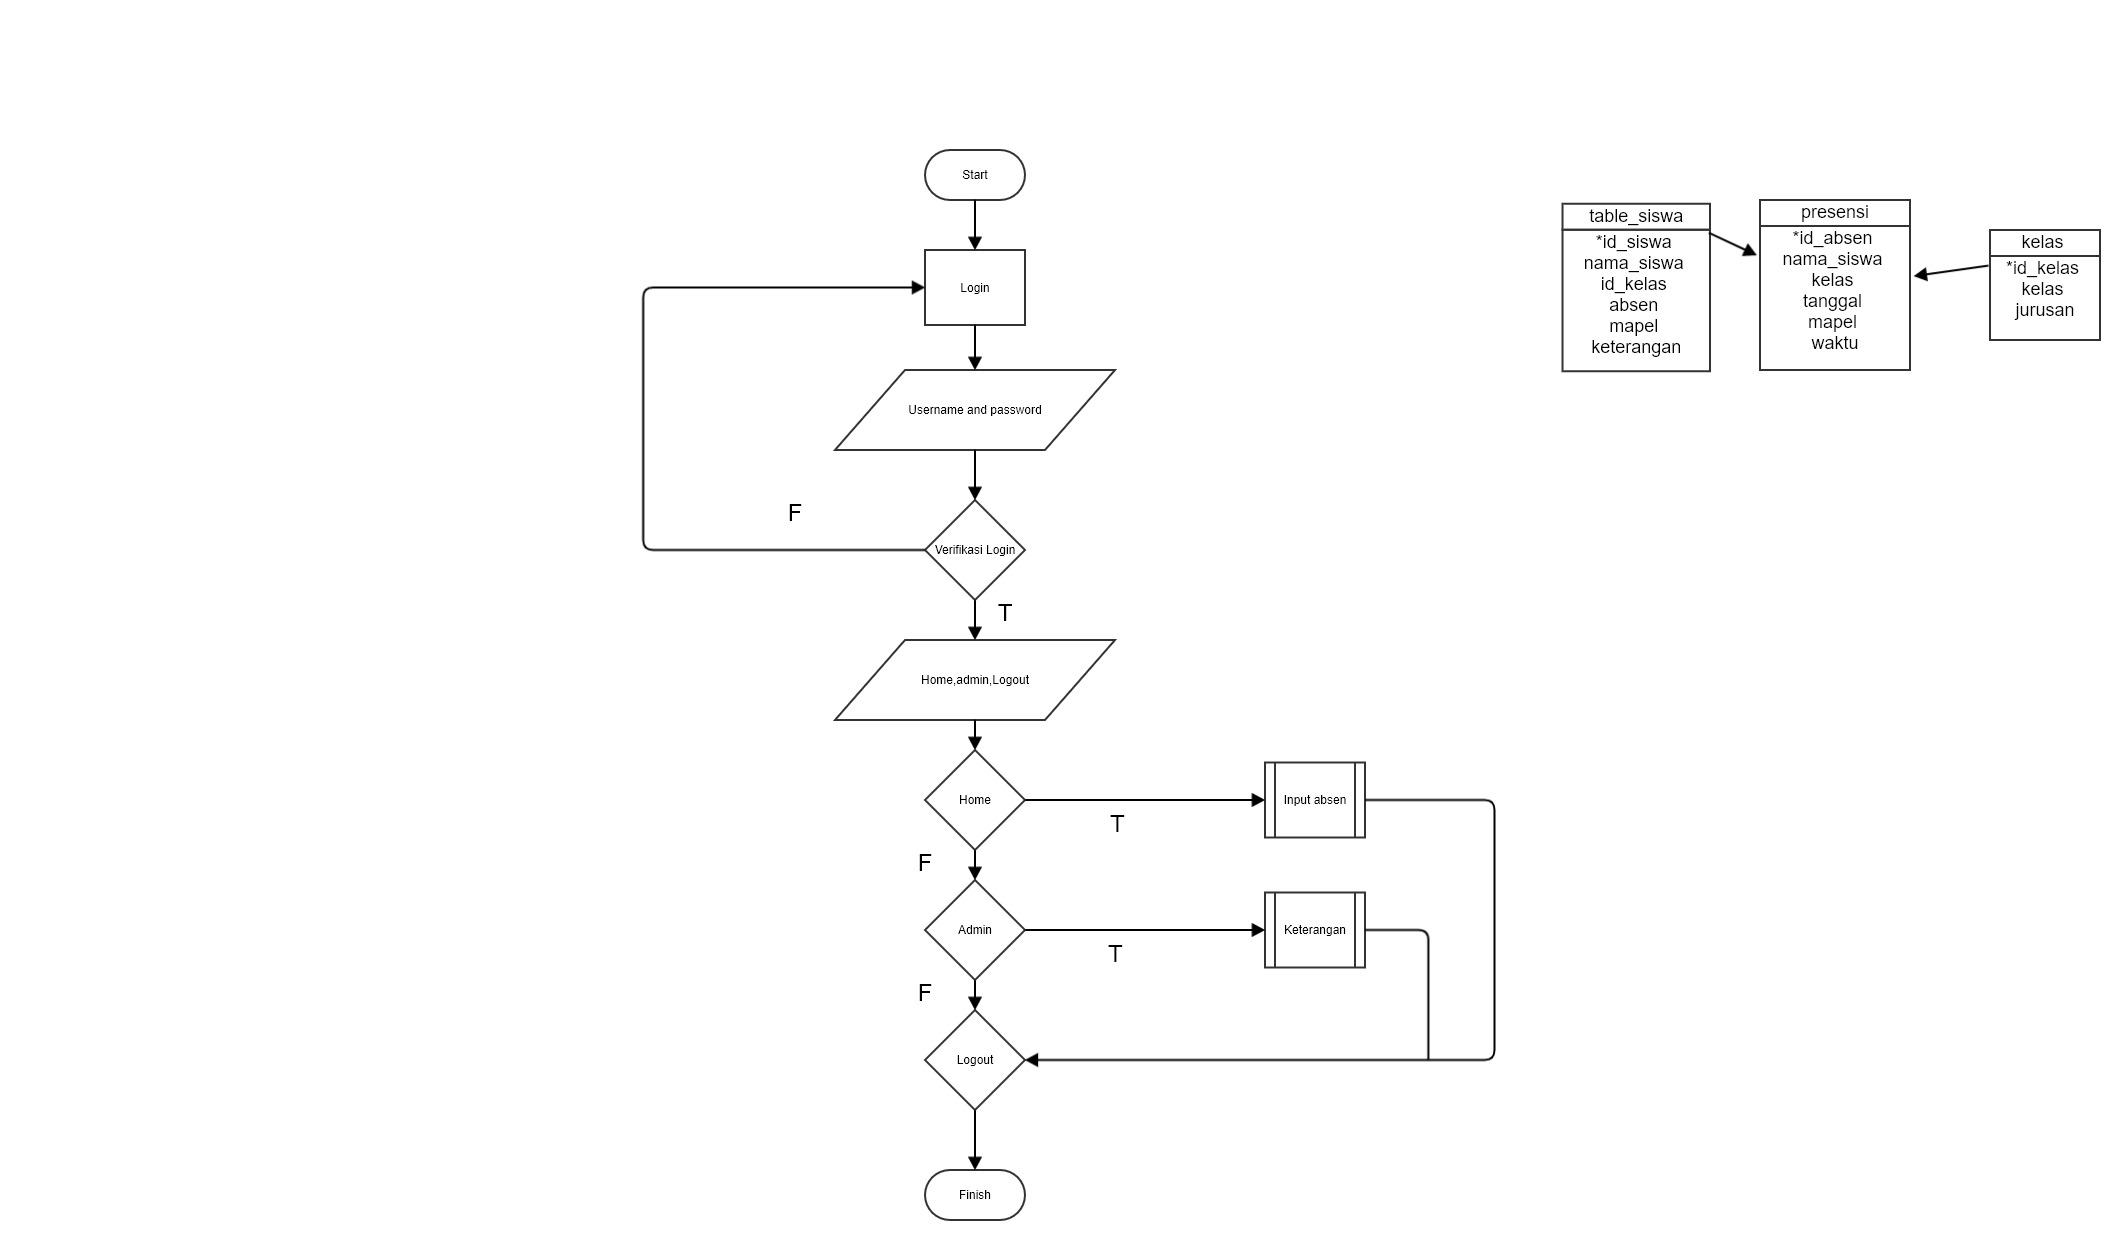 Start
Login
Username and password
F
Verifikasi Login
T
Home,admin,Logout
Home
T
Input absen
F
Admin
T
Keterangan
F
Logout
Finish
table_siswa
*id_siswa
nama_siswa
id_kelas
absen
mapel
keterangan
presensi
*id_absen
nama_siswa
kelas
tanggal
mapel
waktu
kelas
*id_kelas
kelas
jurusan